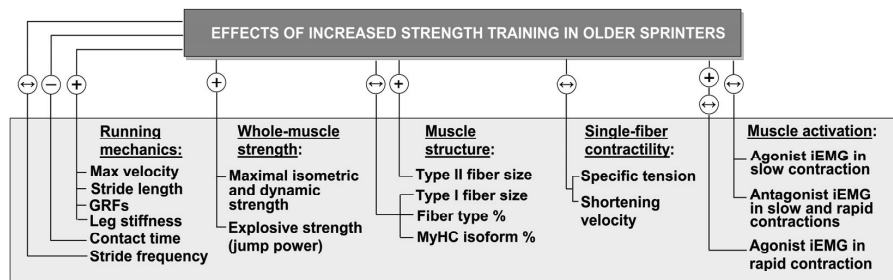 EFFECTS OF INCREASED STRENGTH TRAINING IN OLDER SPRINTERS
↔ − + + ↔ + ↔ + ↔ ↔
Running
mechanics:
Max velocity
Stride length
GRFs
Leg stiffness
Contact time
Stride frequency
Whole-muscle
strength:
Maximal isometric
and dynamic
strength
Explosive strength
(jump power)
Muscle
structure:
Type II fiber size
Type I fiber size
Fiber type %
MyHC isoform %
Single-fiber
contractility:
Specific tension
Shortening
velocity
Muscle activation:
Agonist iEMG in
slow contraction
Antagonist iEMG
in slow and rapid
contractions
Agonist iEMG in
rapid contraction